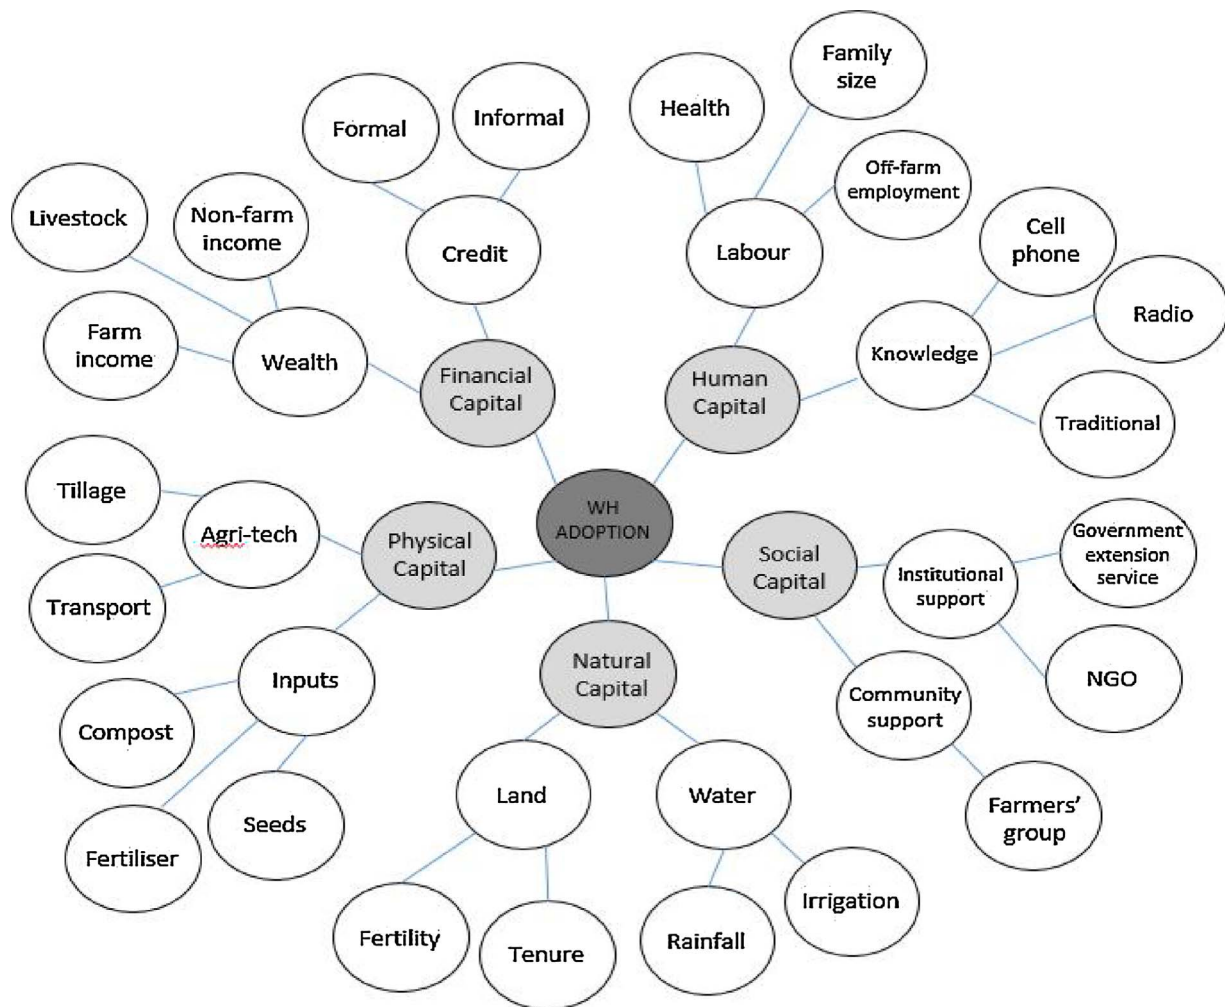 Family
size
Health
Informal
Formal
Off-farm
employment
Livestock
Non-farm
income
Credit
Labour
Cell
phone
Radio
Farm
income
Wealth
Financial
Capital
Human
Capital
Knowledge
Traditional
Tillage
Agri-tech
Physical
Capital
WH
ADOPTION
Social
Capital
Institutional
support
Government
extension
service
Transport
Inputs
Natural
Capital
Community
support
NGO
Compost
Land
Water
Farmers'
group
Seeds
Fertiliser
Fertility
Tenure
Rainfall
Irrigation